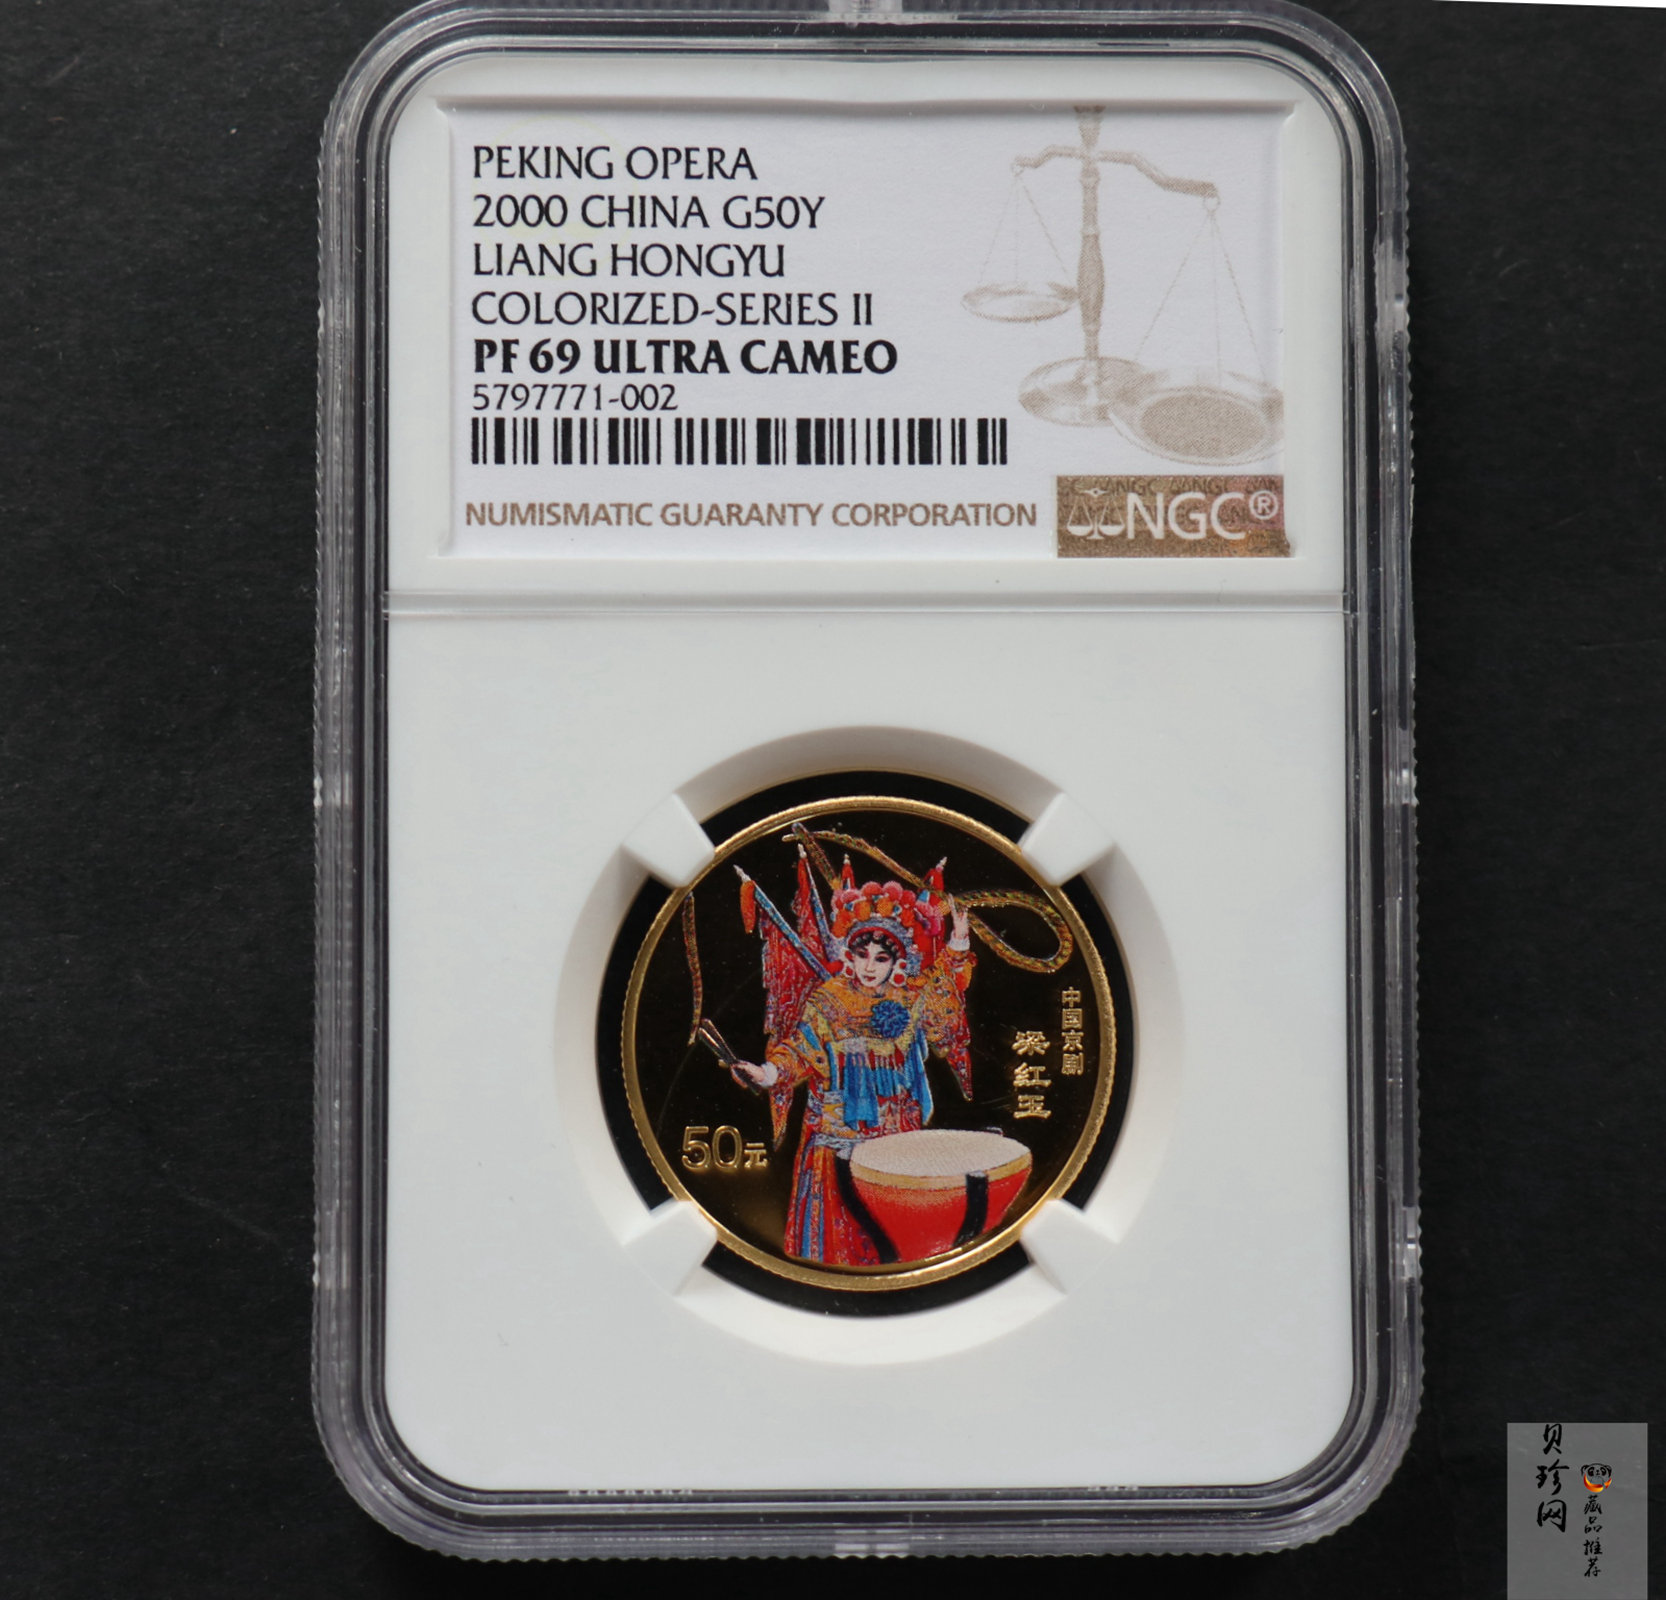 PEKING OPERA
2000 CHINA G50Y
LIANG HONGYU
COLORIZED-SERIES II
PF 69 ULTRA CAMEO
5797771-002
NUMISMATIC GUARANTY CORPORATION
NGC®
中国京剧
梁紅玉
50元
贝珍网
藏品推荐